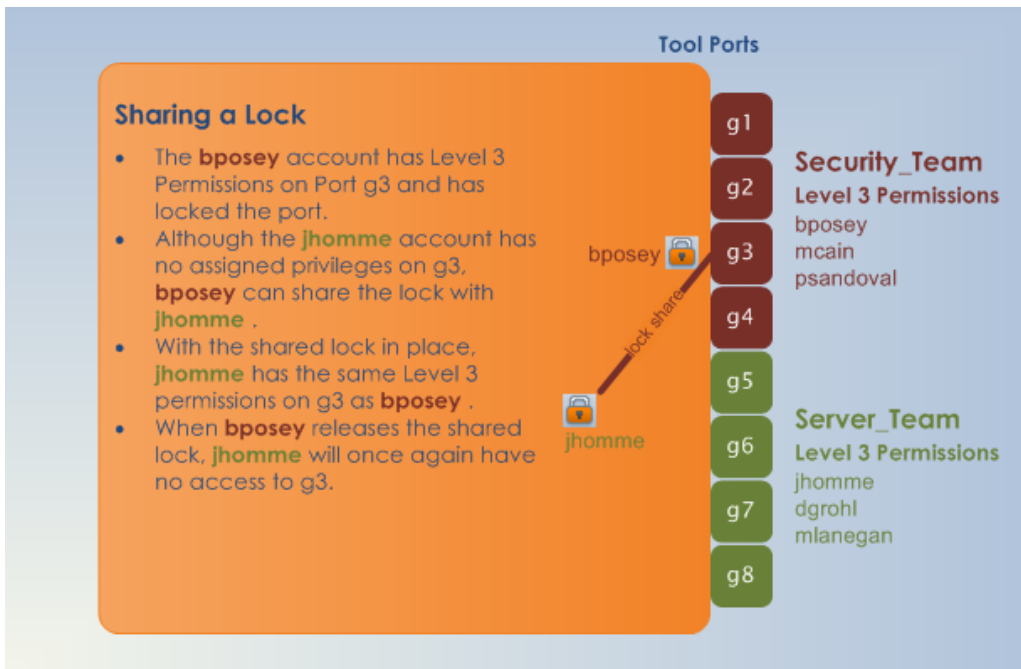 Tool Ports
Sharing a Lock
• The bposey account has Level 3
Permissions on Port g3 and has
locked the port.
• Although the jhomme account has
no assigned privileges on g3,
bposey can share the lock with
jhomme .
• With the shared lock in place,
jhomme has the same Level 3
permissions on g3 as bposey .
• When bposey releases the shared
lock, jhomme will once again have
no access to g3.
bposey
lock share
jhomme
g1
g2
g3
g4
g5
g6
g7
g8
Security_Team
Level 3 Permissions
bposey
mcain
psandoval
Server_Team
Level 3 Permissions
jhomme
dgrohl
mlanegan